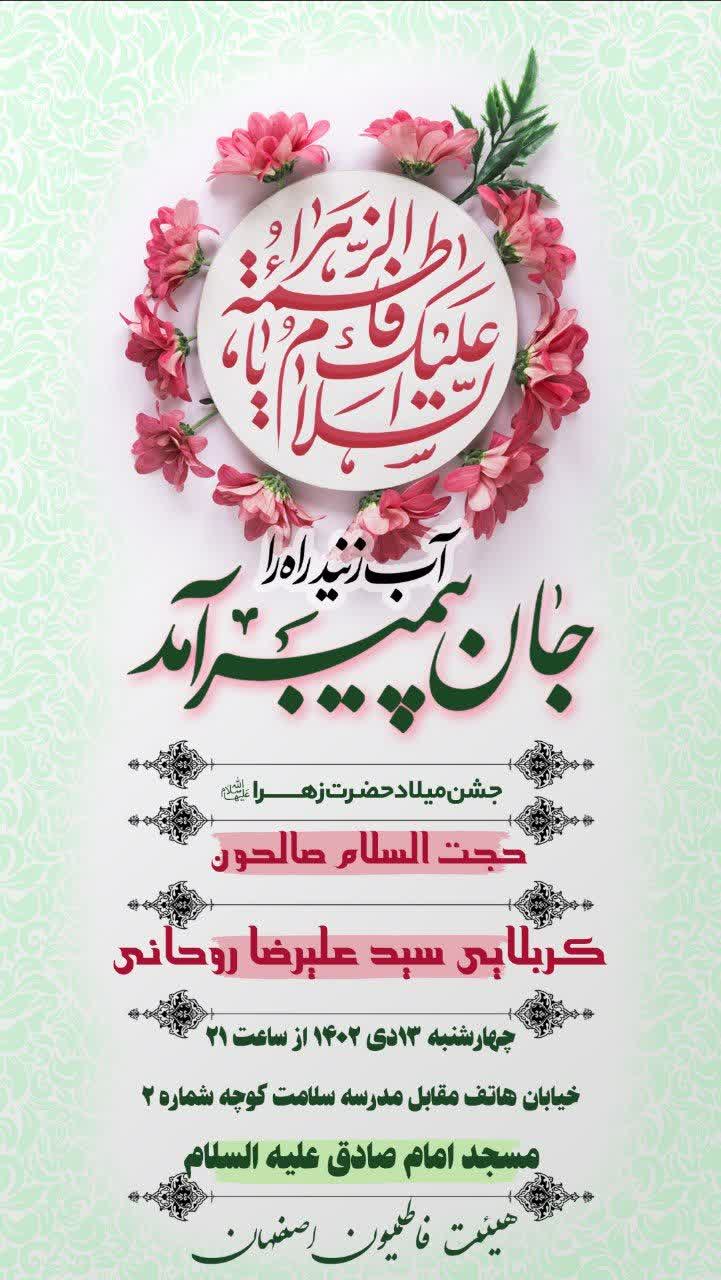 السلام علیک یا فاطمة الزهراء
آب زنید راه را
جان پیمبر آمد
جشن میلاد حضرت زهرا سلام الله علیها
حجت السلام صالحون
کربلایی سید علیرضا روحانی
چهارشنبه ۱۳دی ۱۴۰۲ از ساعت ۲۱
خیابان هاتف مقابل مدرسه سلامت کوچه شماره ۲
مسجد امام صادق علیه السلام
هیئت فاطمیون اصفهان